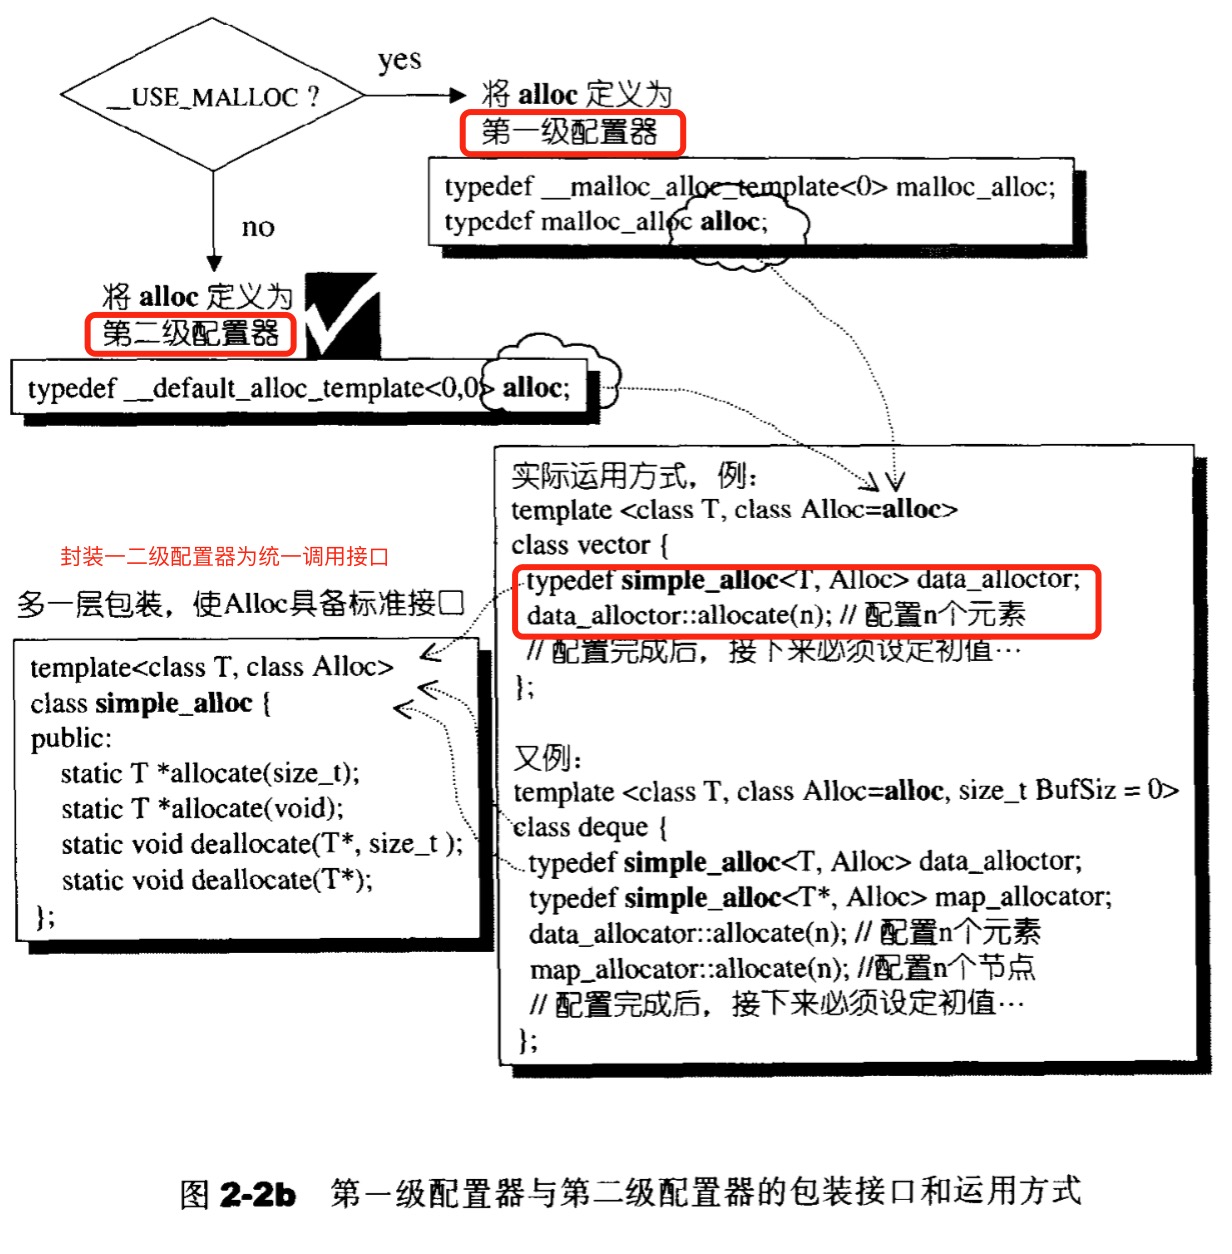 __USE_MALLOC ?
yes
将 alloc 定义为
第一级配置器
typedef __malloc_alloc_template<0> malloc_alloc;
typedef malloc_alloc alloc;
no
将 alloc 定义为
第二级配置器
typedef __default_alloc_template<0,0> alloc;
实际运用方式，例：
template <class T, class Alloc=alloc>
class vector {
typedef simple_alloc<T, Alloc> data_alloctor;
data_alloctor::allocate(n); // 配置n个元素
// 配置完成后，接下来必须设定初值…
};
又例：
template <class T, class Alloc=alloc, size_t BufSiz = 0>
class deque {
typedef simple_alloc<T, Alloc> data_alloctor;
typedef simple_alloc<T*, Alloc> map_allocator;
data_allocator::allocate(n); // 配置n个元素
map_allocator::allocate(n); //配置n个节点
// 配置完成后，接下来必须设定初值…
};
封装一二级配置器为统一调用接口
多一层包装，使Alloc具备标准接口
template<class T, class Alloc>
class simple_alloc {
public:
static T *allocate(size_t);
static T *allocate(void);
static void deallocate(T*, size_t );
static void deallocate(T*);
};
图 2-2b 第一级配置器与第二级配置器的包装接口和运用方式